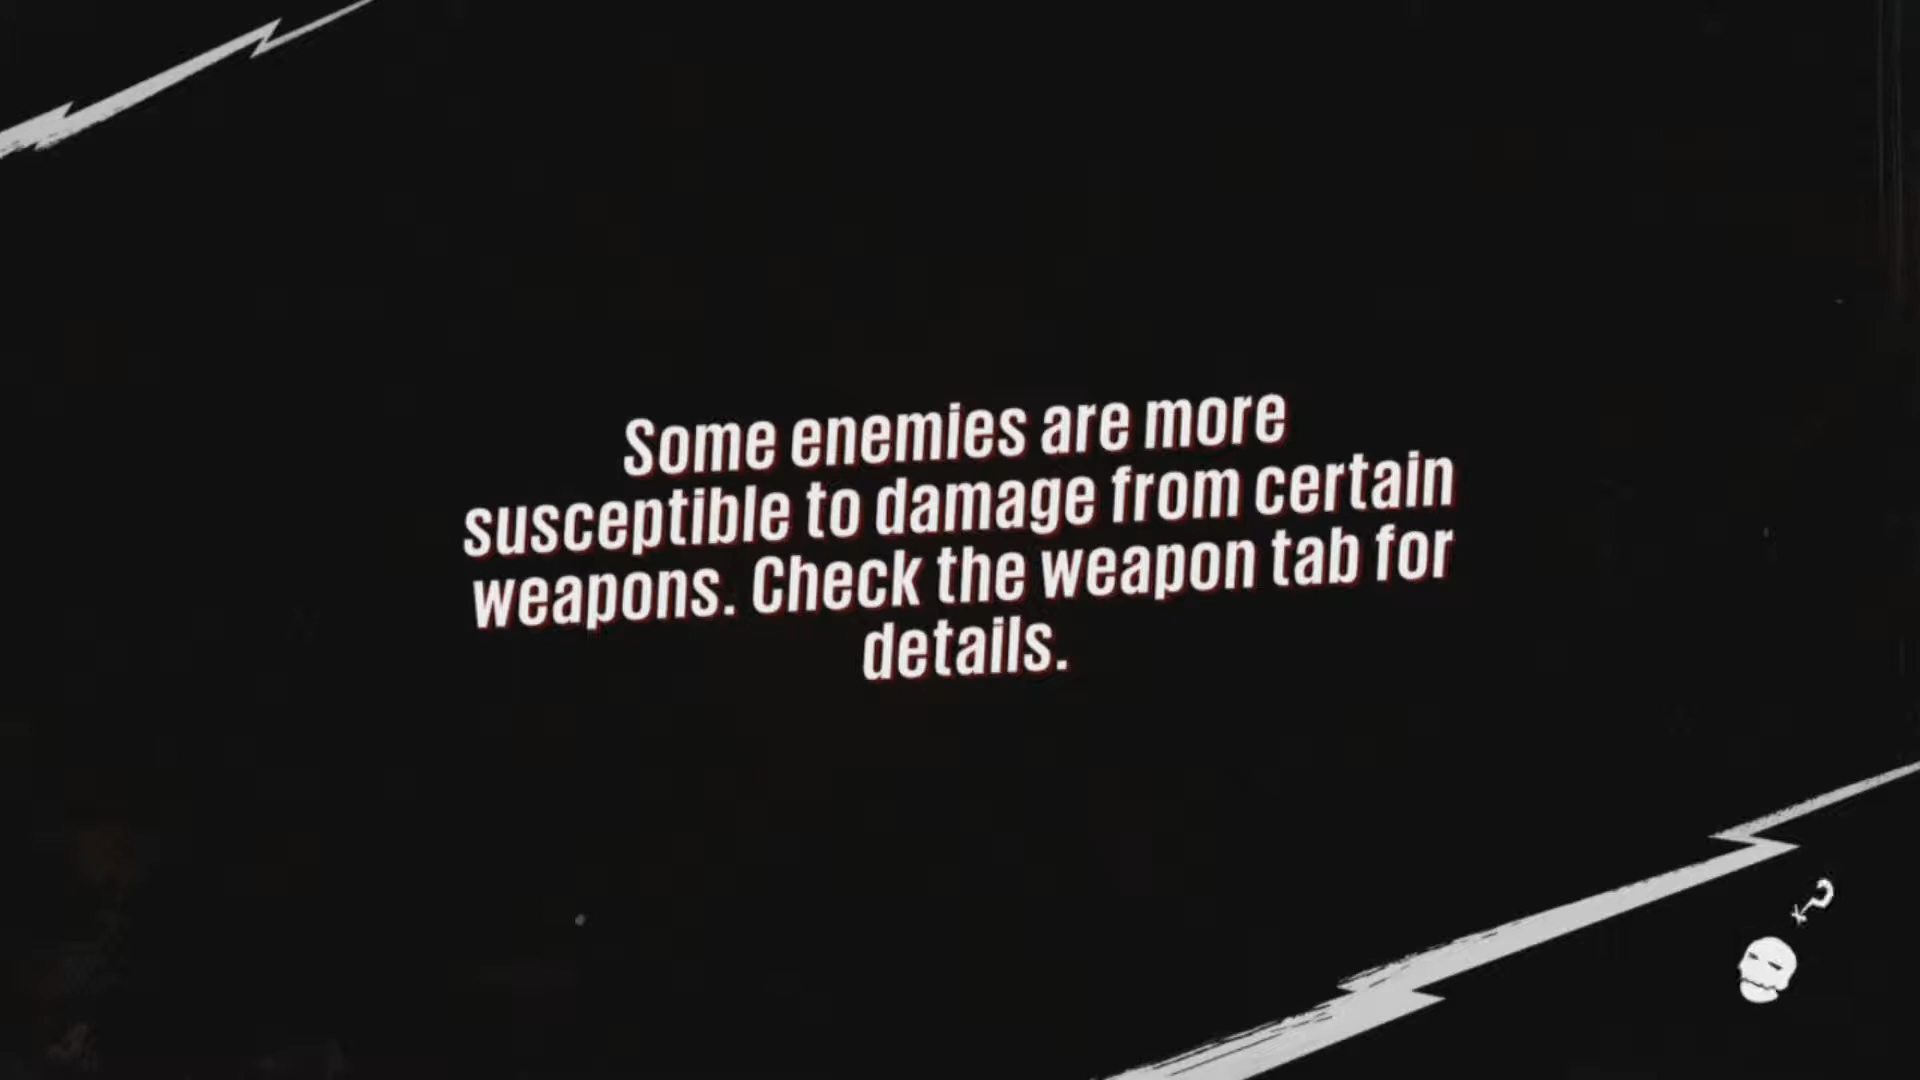 Some enemies are more
susceptible to damage from certain
weapons. Check the weapon tab for
details.